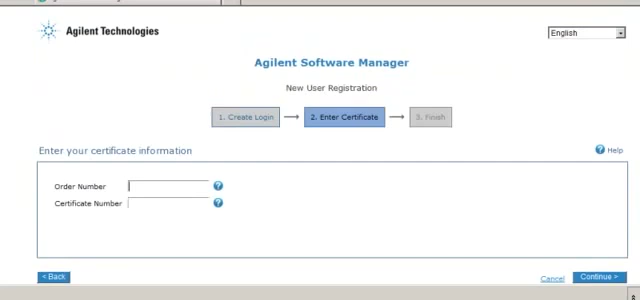 Agilent Technologies
English
Agilent Software Manager
New User Registration
1. Create Login
2. Enter Certificate
3. Finish
Enter your certificate information
Help
Order Number
Certificate Number
< Back
Cancel
Continue >